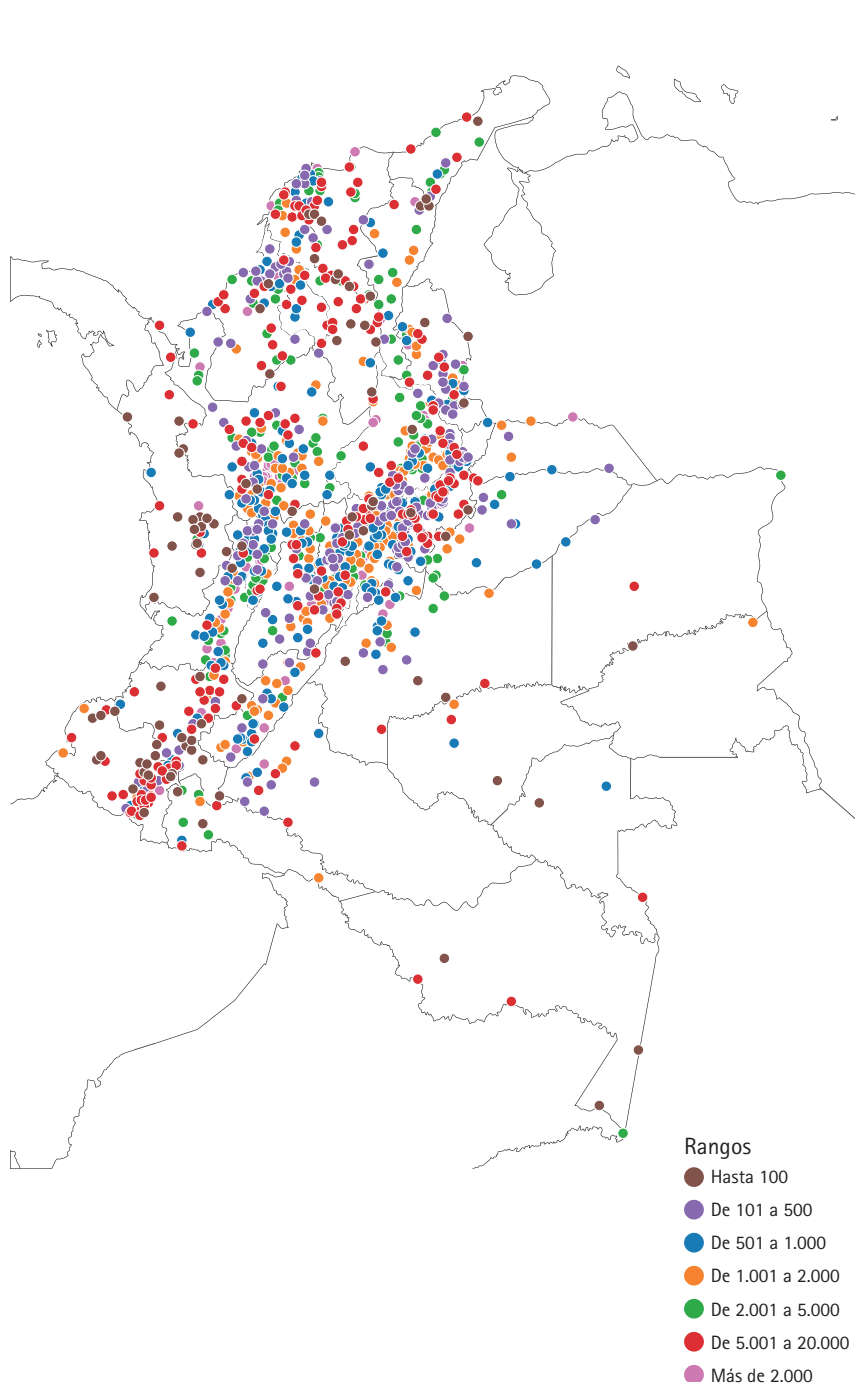 Rangos
Hasta 100
De 101 a 500
De 501 a 1.000
De 1.001 a 2.000
De 2.001 a 5.000
De 5.001 a 20.000
Más de 2.000